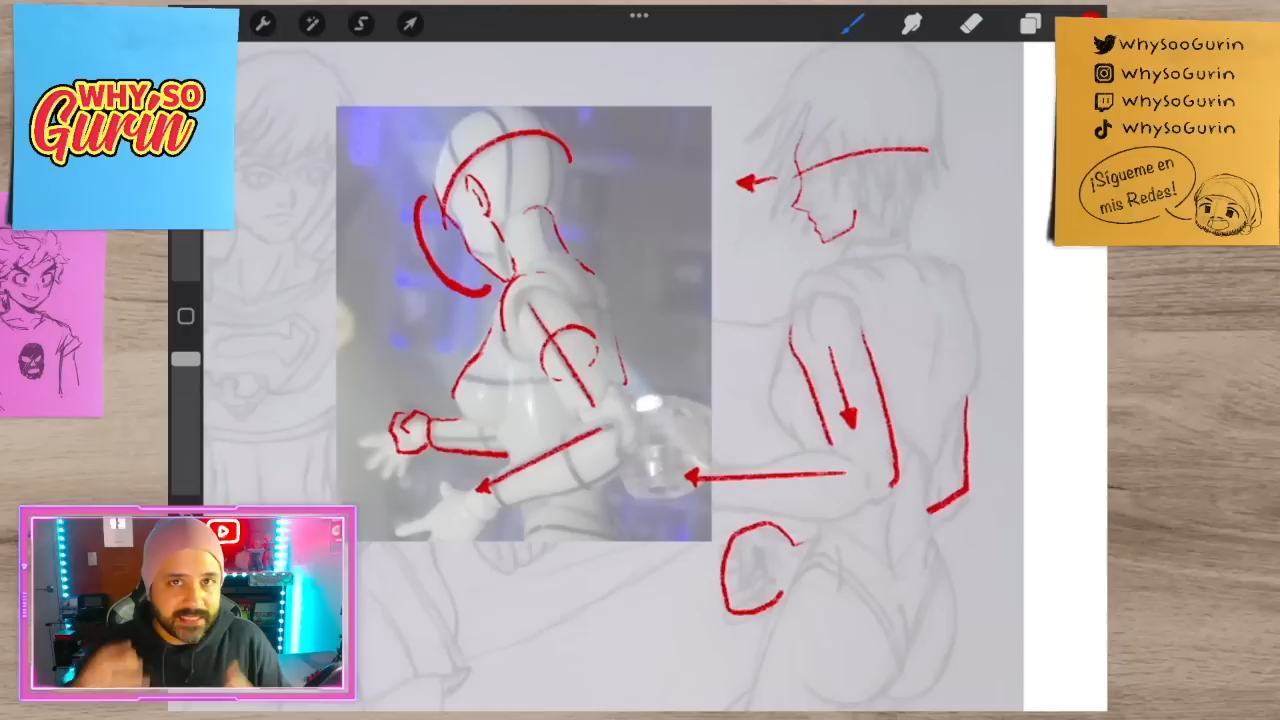 WHY, SO
Gurin
WhySooGurin
WhySoGurin
WhySoGurin
WhySoGurin
¡Sígueme en
mis Redes!